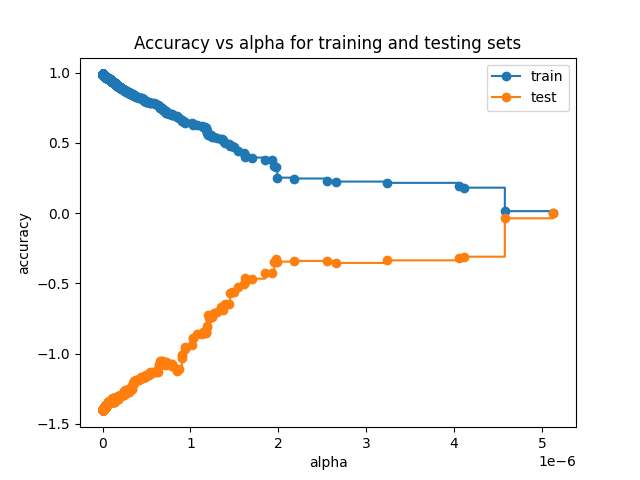 Accuracy vs alpha for training and testing sets
train
test
1.0
0.5
0.0
−0.5
−1.0
−1.5
accuracy
0 1 2 3 4 5
1e−6
alpha